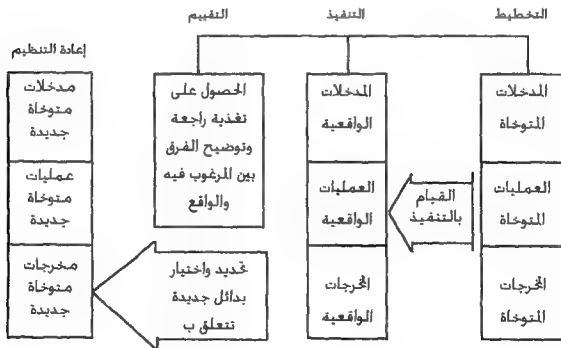 التخطيط
التنفيذ
التقييم
إعادة التنظيم
المدخلات
المتوخاة
العمليات
المتوخاة
المخرجات
المتوخاة
القيام
بالتنفيذ
المدخلات
الواقعية
العمليات
الواقعية
المخرجات
الواقعية
الحصول على
تغذية راجعة
وتوضيح الفرق
بين المرغوب فيه
والواقع
تحديد واختيار
بدائل جديدة
تتعلق ب
مدخلات
متوخاة
جديدة
عمليات
متوخاة
جديدة
مخرجات
متوخاة
جديدة